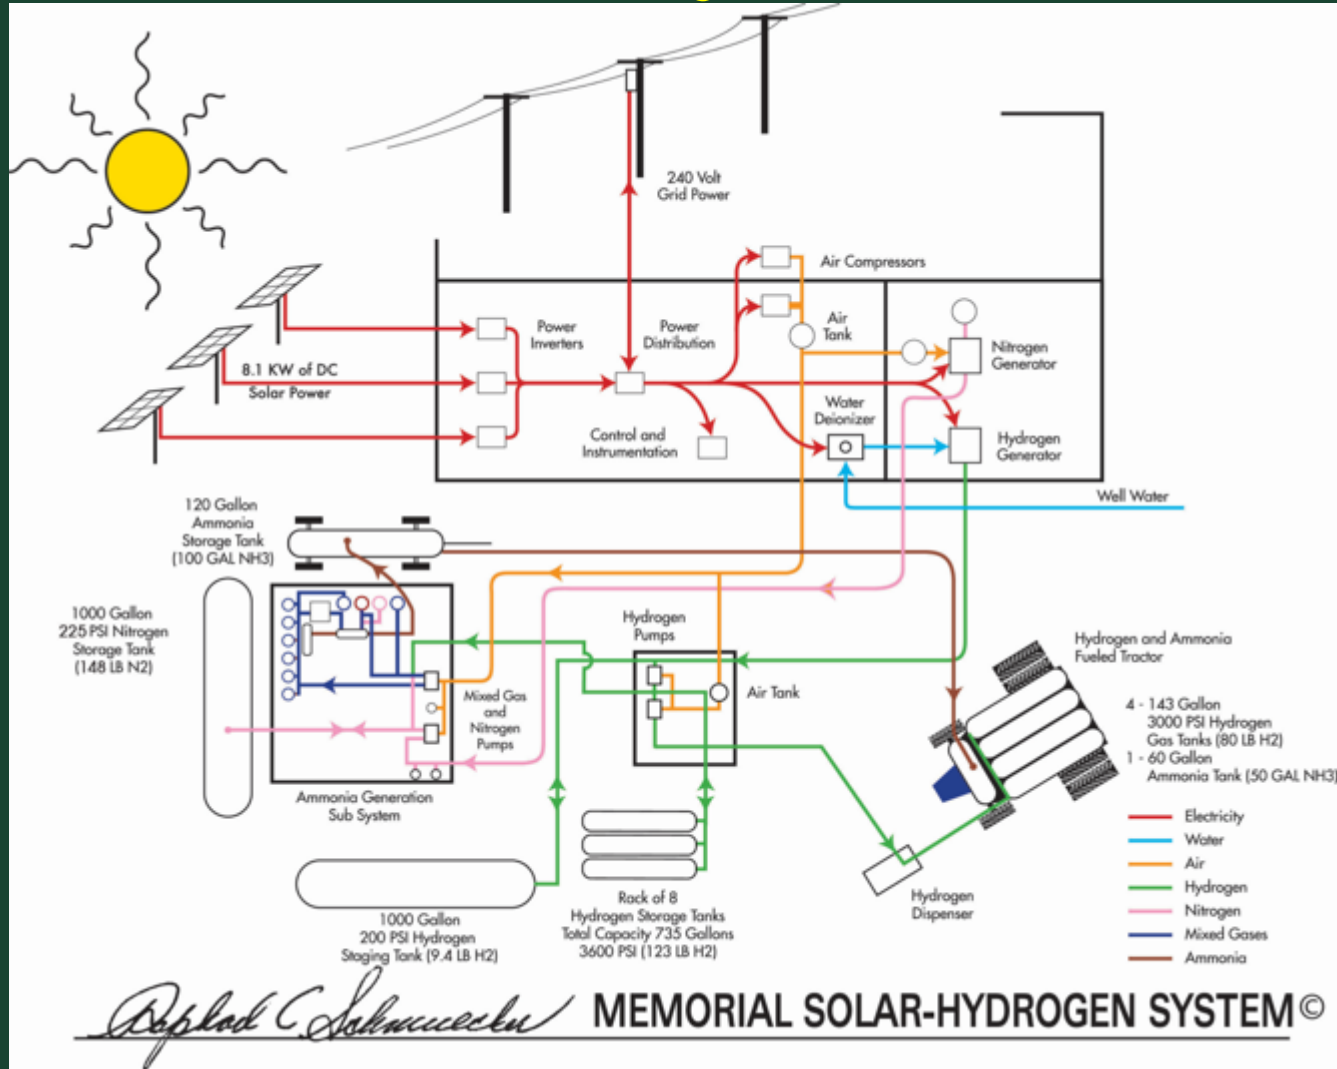 240 Volt
Grid Power
Air Compressors
Power
Inverters
Power
Distribution
Air
Tank
Nitrogen
Generator
8.1 KW of DC
Solar Power
Water
Deionizer
Control and
Instrumentation
Hydrogen
Generator
Well Water
120 Gallon
Ammonia
Storage Tank
(100 GAL NH3)
1000 Gallon
225 PSI Nitrogen
Storage Tank
(148 LB N2)
Hydrogen
Pumps
Air Tank
Mixed Gas
and
Nitrogen
Pumps
Ammonia Generation
Sub System
Hydrogen and Ammonia
Fueled Tractor
4 - 143 Gallon
3000 PSI Hydrogen
Gas Tanks (80 LB H2)
1 - 60 Gallon
Ammonia Tank (50 GAL NH3)
Electricity
Water
Air
Hydrogen
Nitrogen
Mixed Gases
Ammonia
Hydrogen
Dispenser
Rack of 8
Hydrogen Storage Tanks
Total Capacity 735 Gallons
3600 PSI (123 LB H2)
1000 Gallon
200 PSI Hydrogen
Staging Tank (9.4 LB H2)
MEMORIAL SOLAR-HYDROGEN SYSTEM©